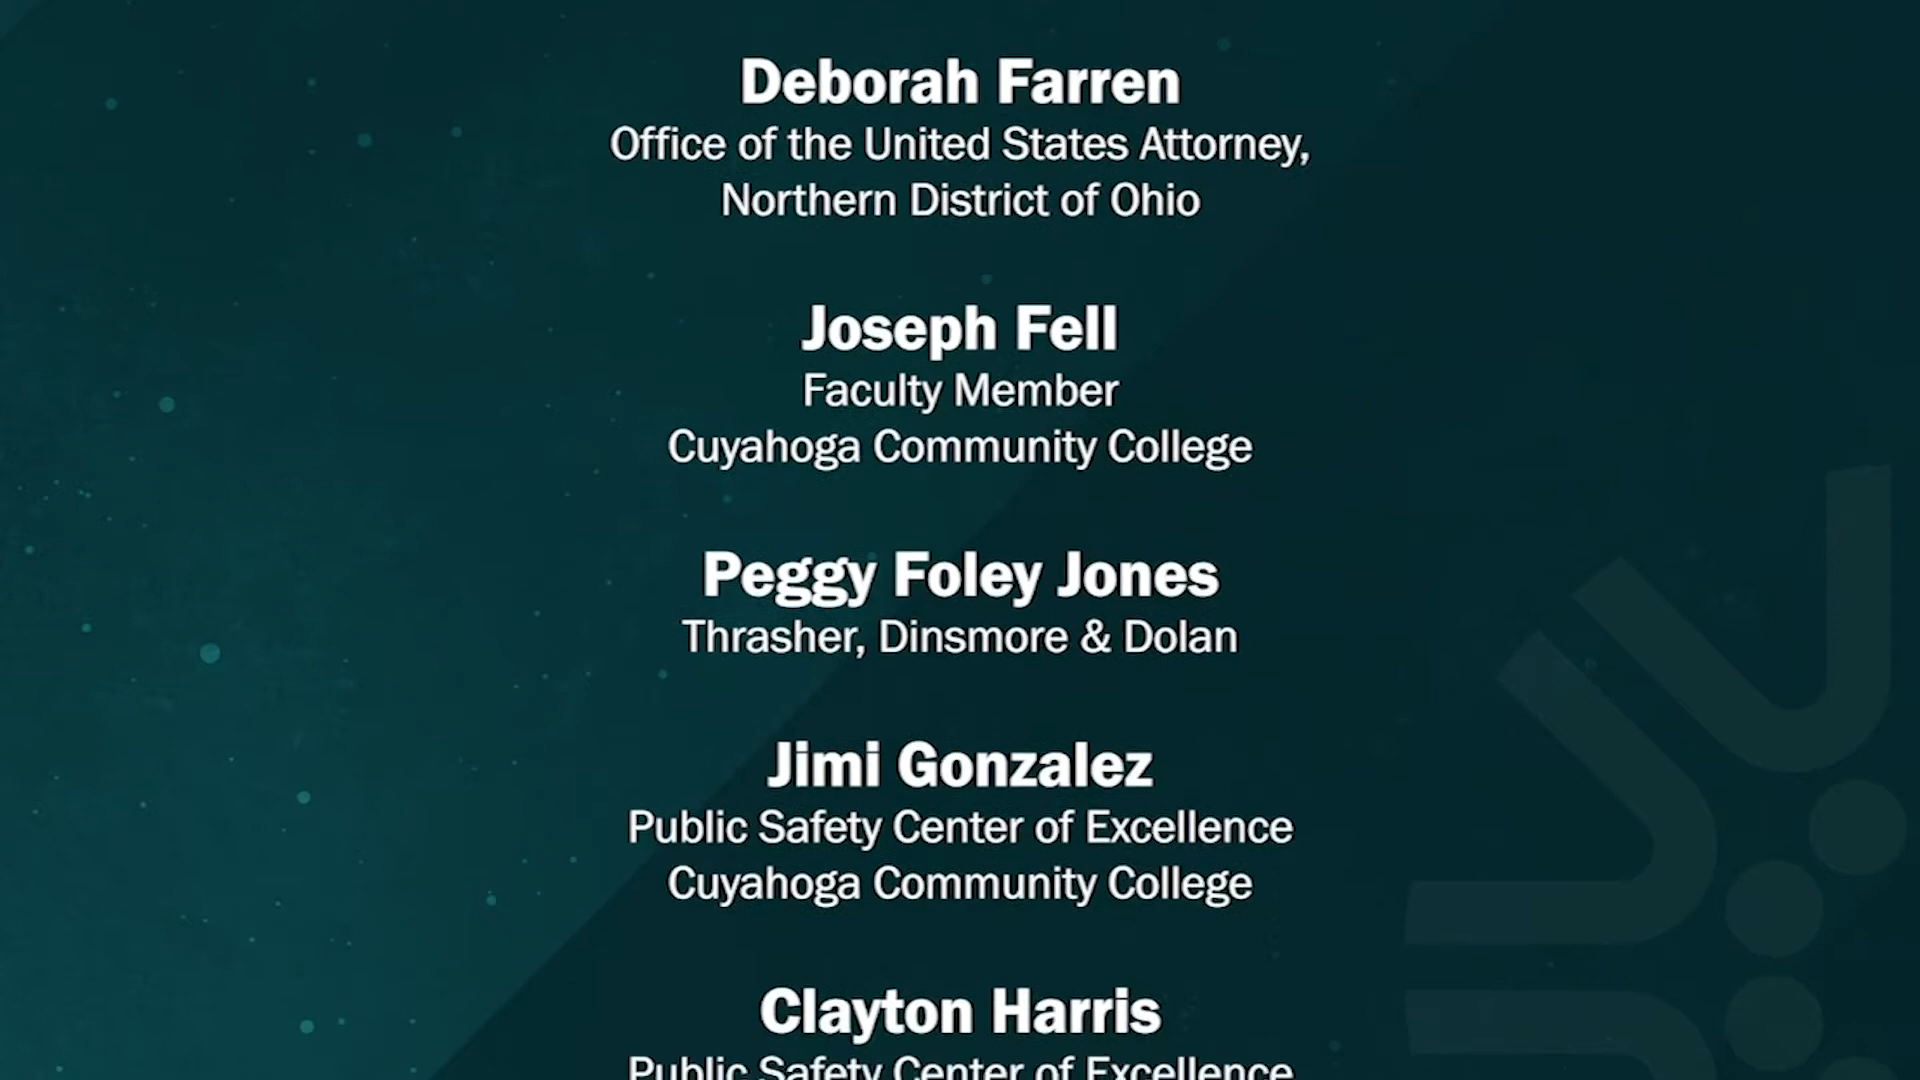 Deborah Farren
Office of the United States Attorney,
Northern District of Ohio
Joseph Fell
Faculty Member
Cuyahoga Community College
Peggy Foley Jones
Thrasher, Dinsmore & Dolan
Jimi Gonzalez
Public Safety Center of Excellence
Cuyahoga Community College
Clayton Harris
Public Safety Center of Excellence